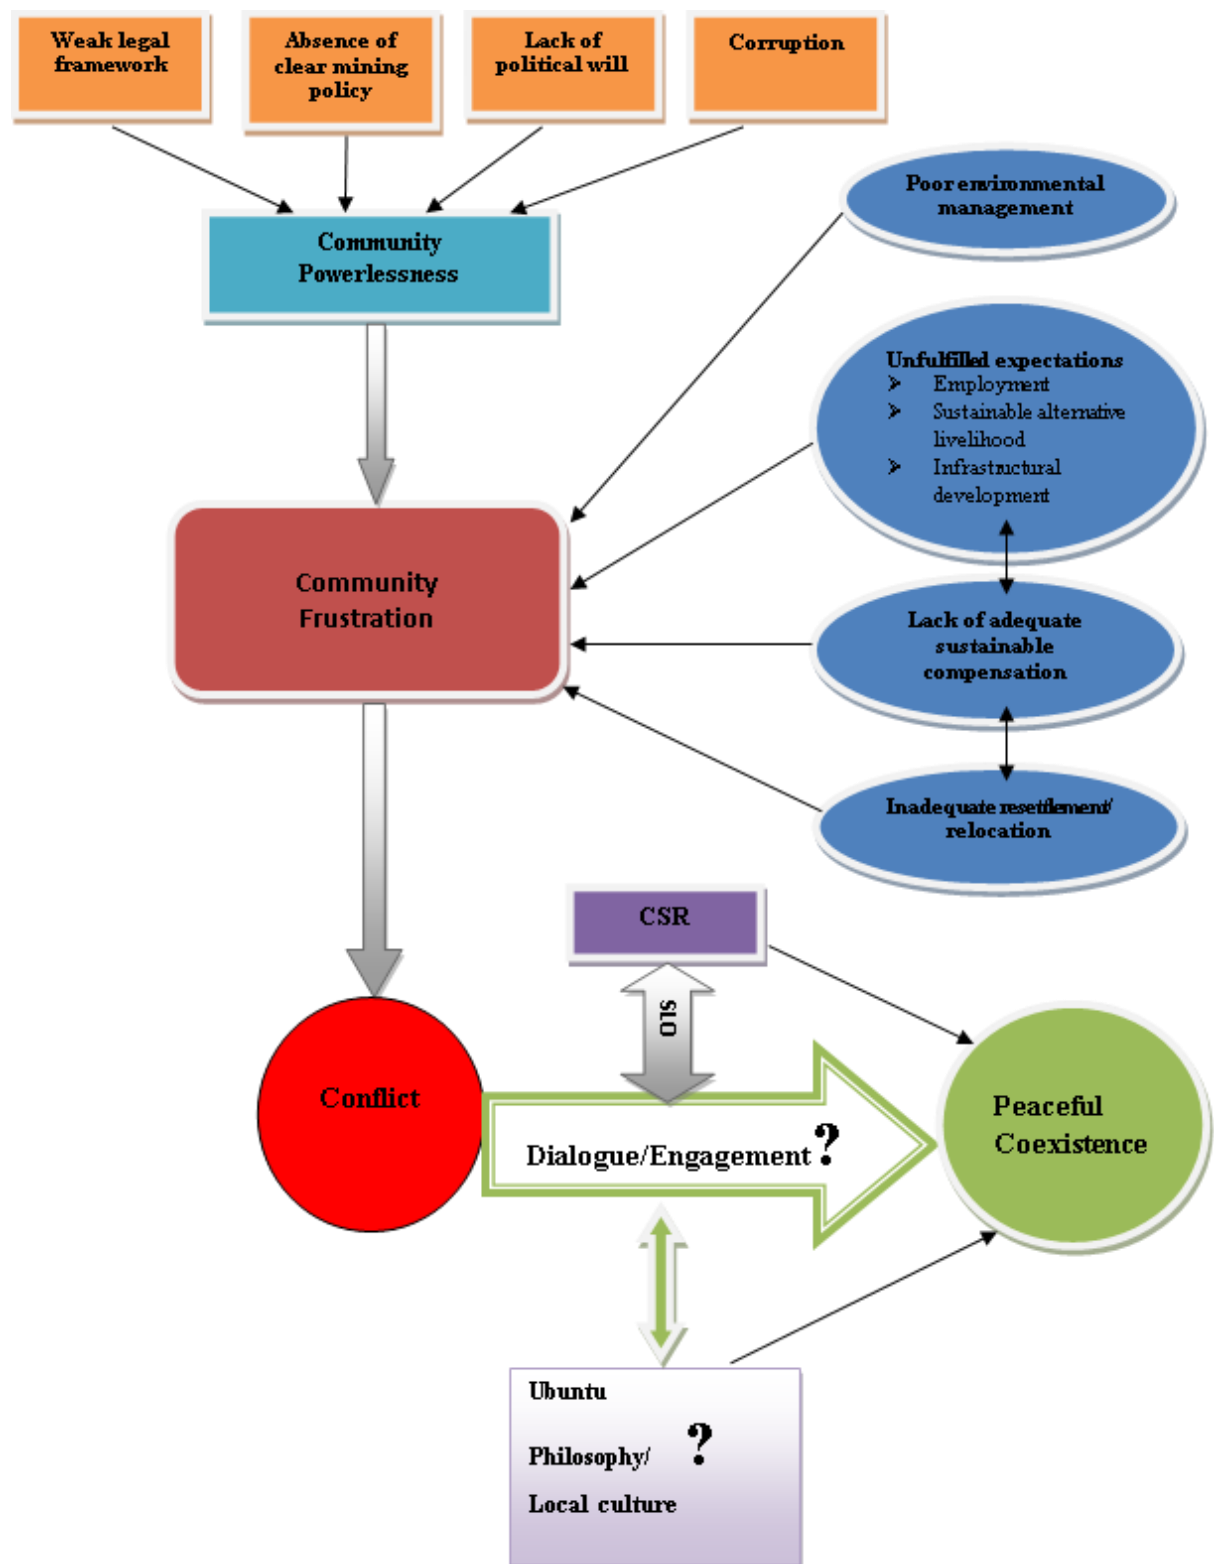 Weak legal
framework
Absence of
clear mining
policy
Lack of
political will
Corruption
Community
Powerlessness
Poor environmental
management
Unfulfilled expectations
➢ Employment
➢ Sustainable alternative
livelihood
➢ Infrastructural
development
Community
Frustration
Lack of adequate
sustainable
compensation
Inadequate resettlement/
relocation
CSR
SLO
Conflict
Dialogue/Engagement ?
Peaceful
Coexistence
Ubuntu
Philosophy/ ?
Local culture